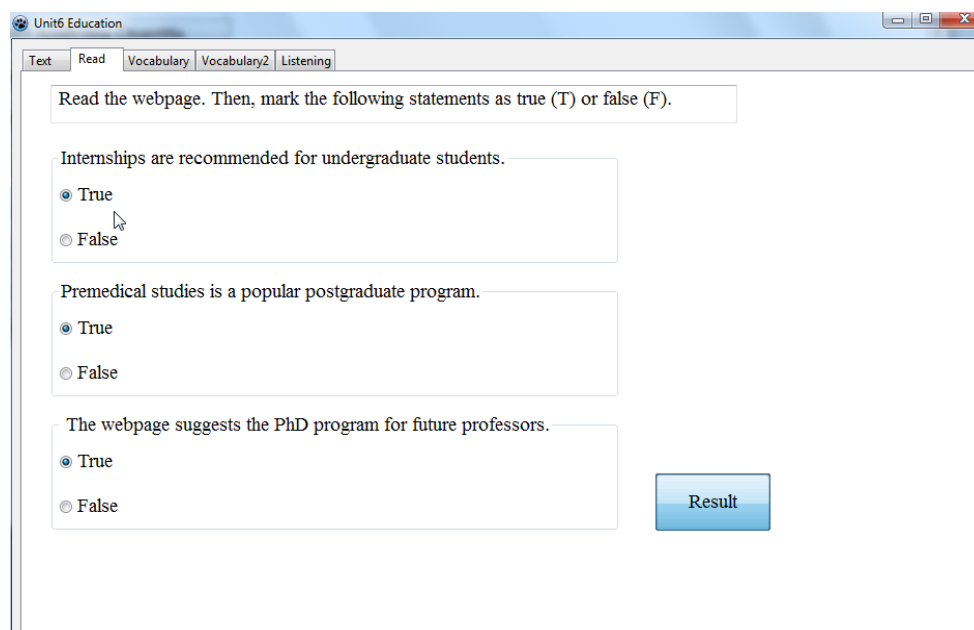 Unit6 Education
Text Read Vocabulary Vocabulary2 Listening
Read the webpage. Then, mark the following statements as true (T) or false (F).
Internships are recommended for undergraduate students.
True
False
Premedical studies is a popular postgraduate program.
True
False
The webpage suggests the PhD program for future professors.
True
False
Result